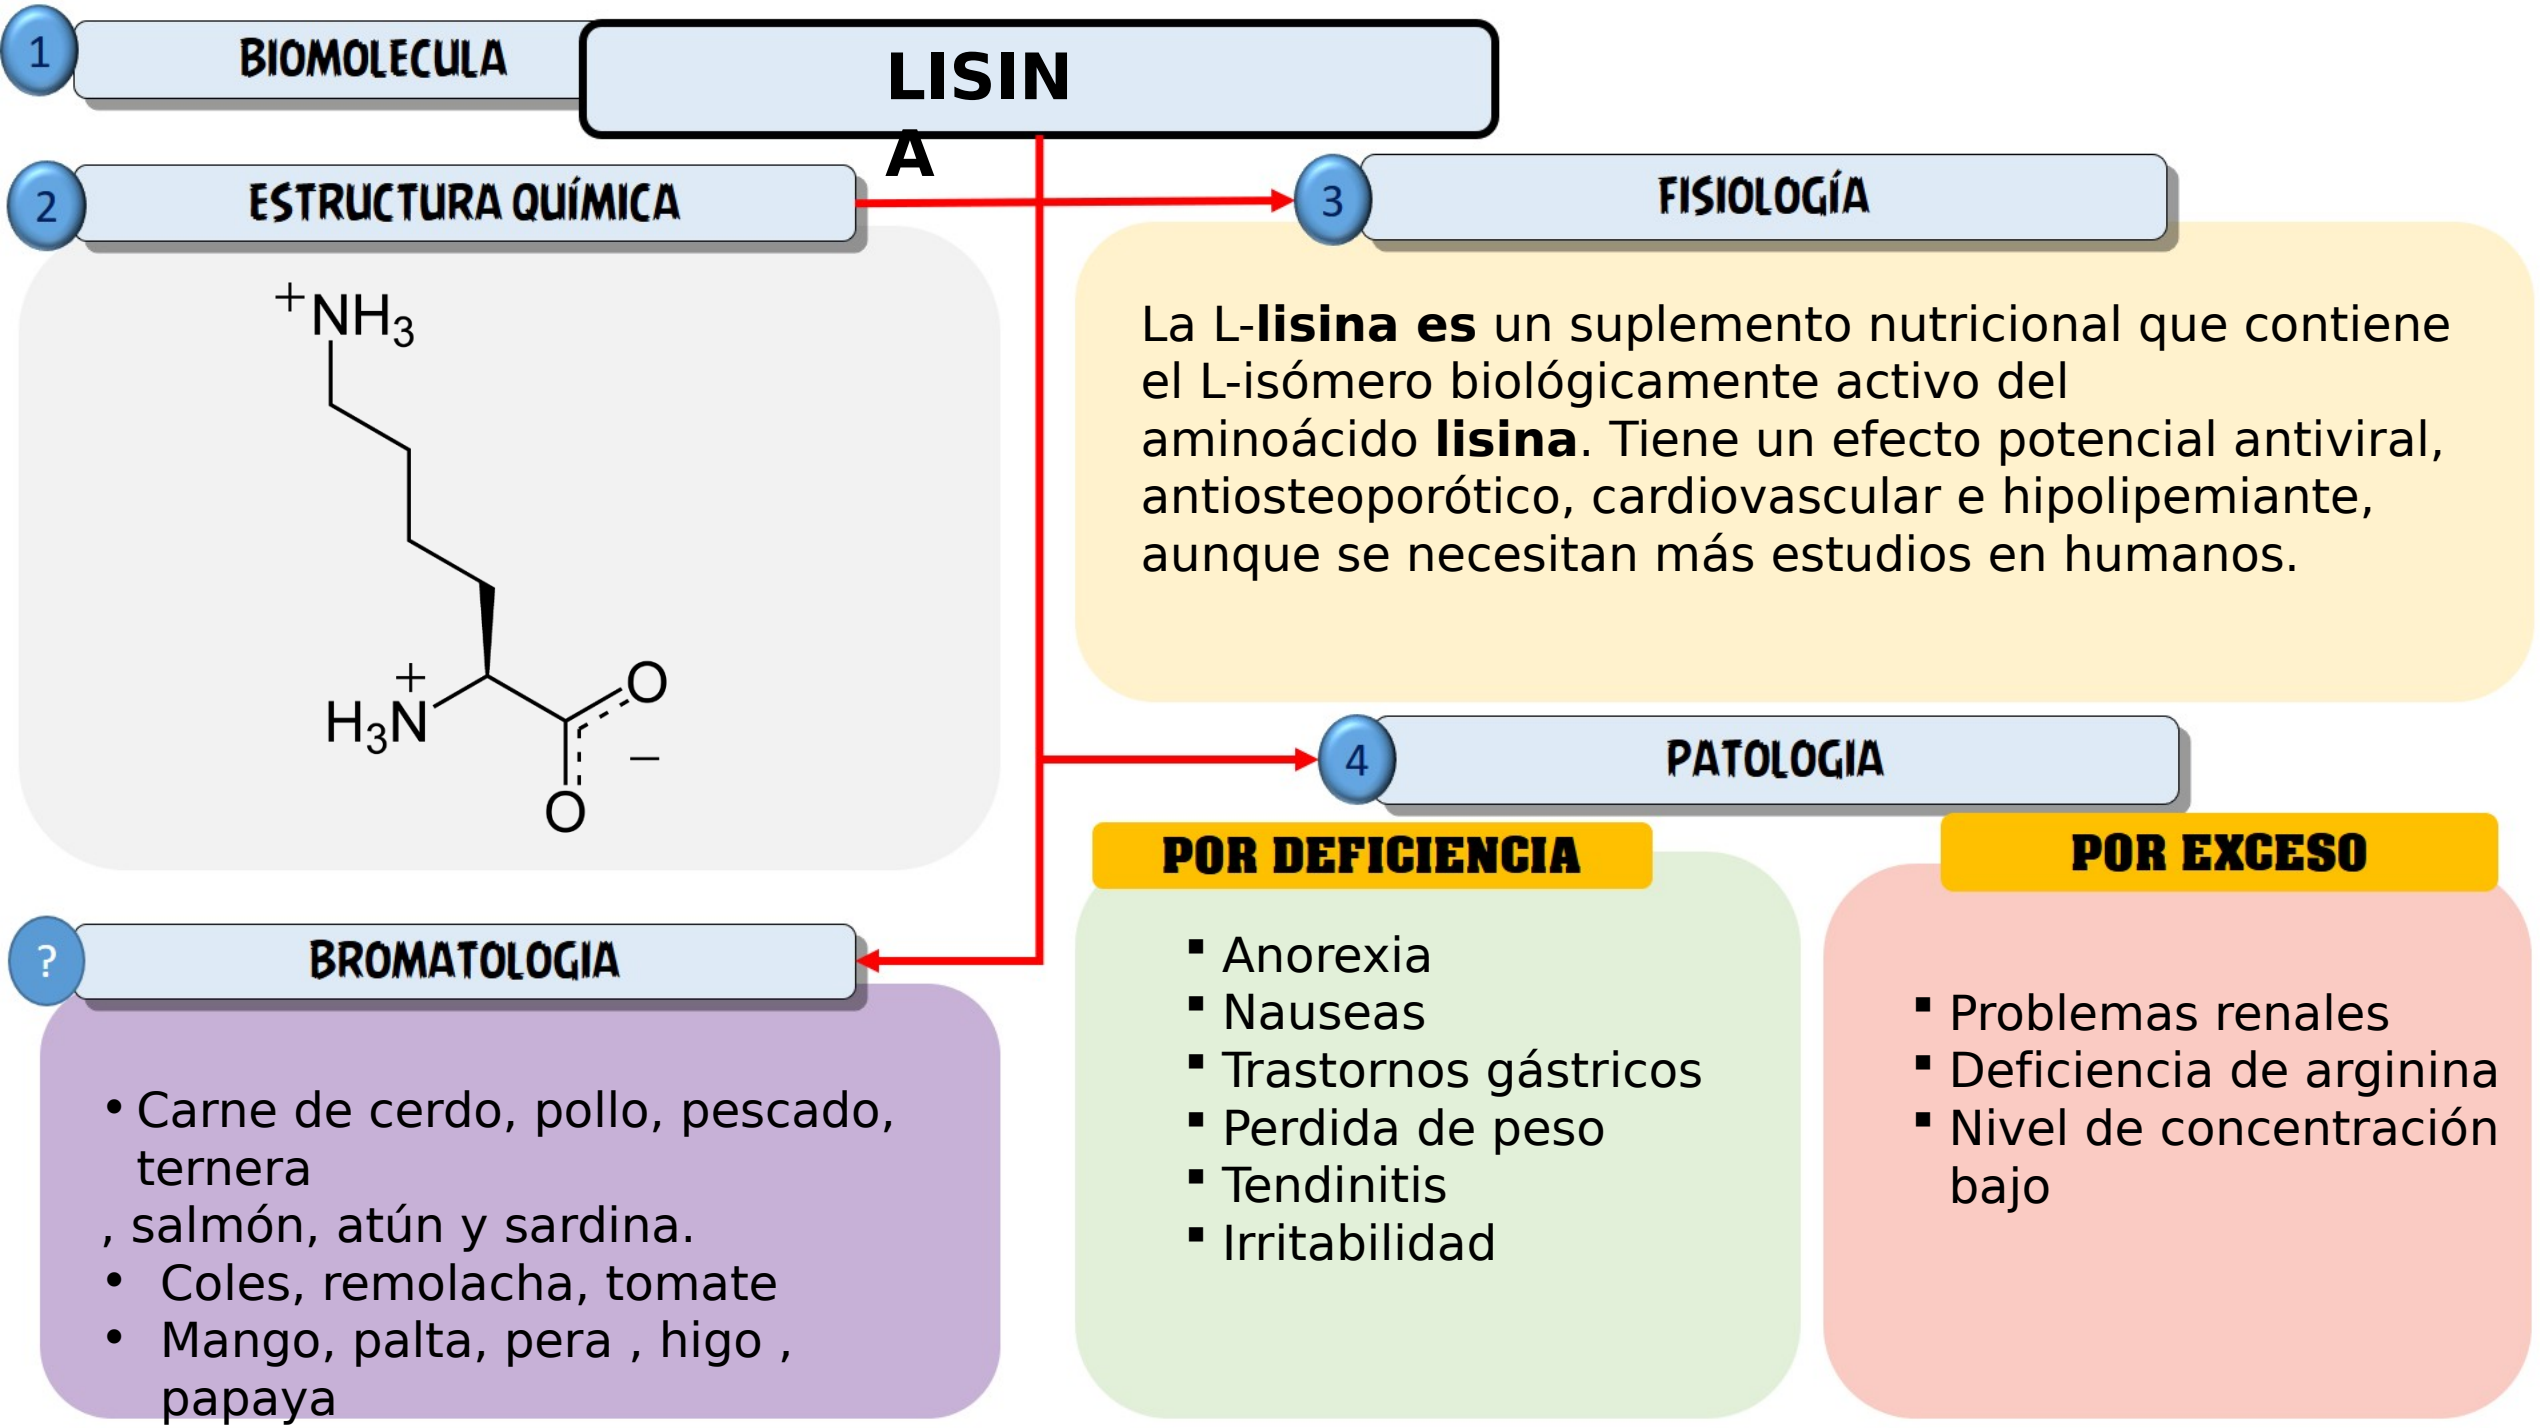 1
BIOMOLECULA
LISIN
A
2
ESTRUCTURA QUÍMICA
+NH3
+
H3N
O
−
O
3
FISIOLOGÍA
La L-lisina es un suplemento nutricional que contiene
el L-isómero biológicamente activo del
aminoácido lisina. Tiene un efecto potencial antiviral,
antiosteoporótico, cardiovascular e hipolipemiante,
aunque se necesitan más estudios en humanos.
4
PATOLOGIA
POR DEFICIENCIA
▪ Anorexia
▪ Nauseas
▪ Trastornos gástricos
▪ Perdida de peso
▪ Tendinitis
▪ Irritabilidad
POR EXCESO
▪ Problemas renales
▪ Deficiencia de arginina
▪ Nivel de concentración
bajo
?
BROMATOLOGIA
• Carne de cerdo, pollo, pescado,
ternera
, salmón, atún y sardina.
• Coles, remolacha, tomate
• Mango, palta, pera , higo ,
papaya